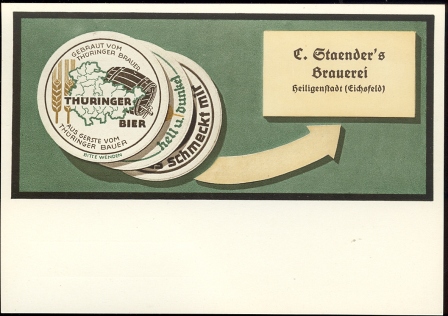 GEBRAUT VOM
THÜRINGER BRAUER
THÜRINGER
BIER
AUS GERSTE VOM
THÜRINGER BAUER
BITTE WENDEN
hell u. dunkel
schmeckt mir
C. Staender's
Brauerei
Heiligenstadt (Eichsfeld)